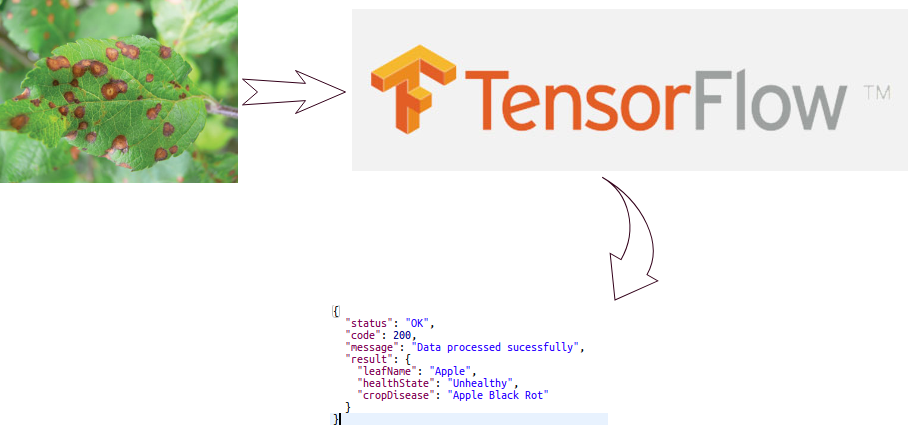 TensorFlow ™
{
"status": "OK",
"code": 200,
"message": "Data processed sucessfully",
"result": {
"leafName": "Apple",
"healthState": "Unhealthy",
"cropDisease": "Apple Black Rot"
}
}